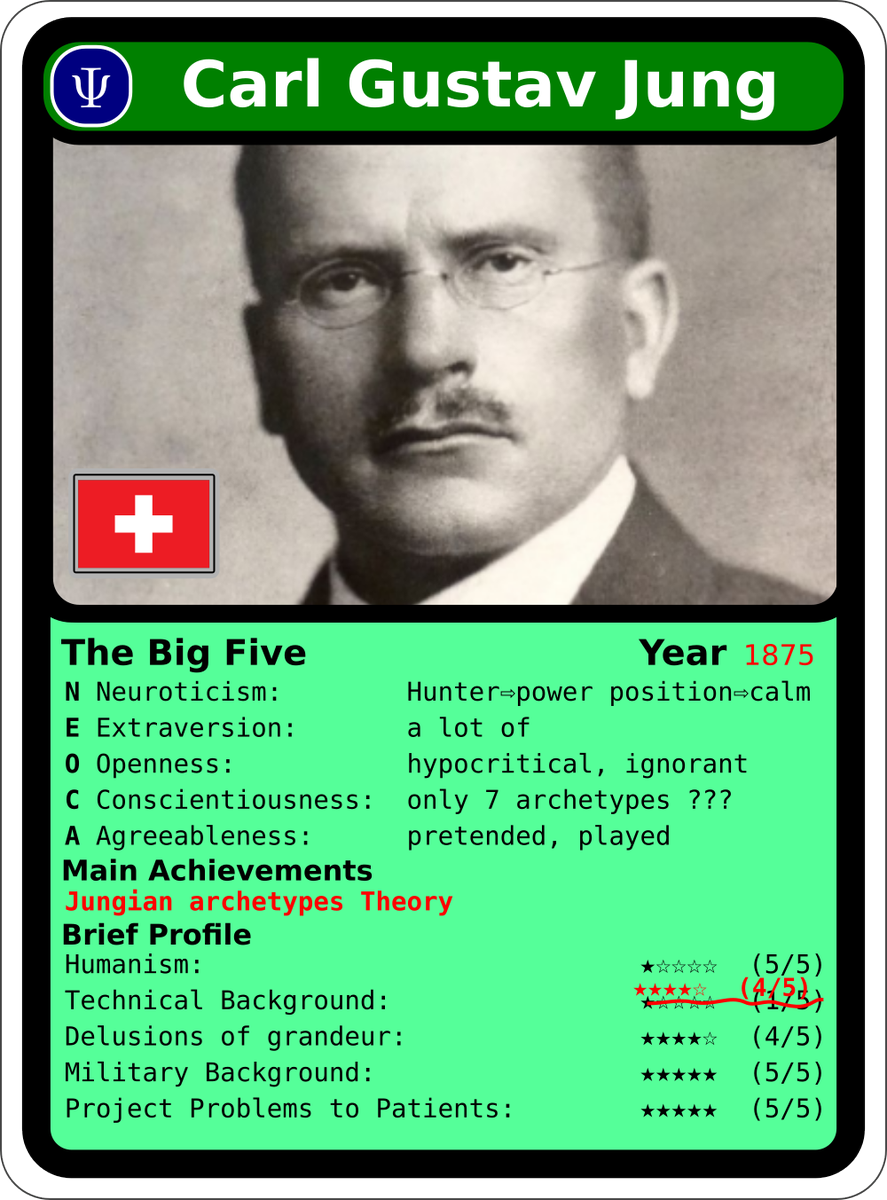 Ψ Carl Gustav Jung
The Big Five Year 1875
N Neuroticism: Hunter⇨power position⇨calm
E Extraversion: a lot of
O Openness: hypocritical, ignorant
C Conscientiousness: only 7 archetypes ???
A Agreeableness: pretended, played
Main Achievements
Jungian archetypes Theory
Brief Profile
Humanism: ★☆☆☆☆ (5/5)
★★★★☆ (4/5)
Technical Background: ★☆☆☆☆ (1/5)
Delusions of grandeur: ★★★★☆ (4/5)
Military Background: ★★★★★ (5/5)
Project Problems to Patients: ★★★★★ (5/5)